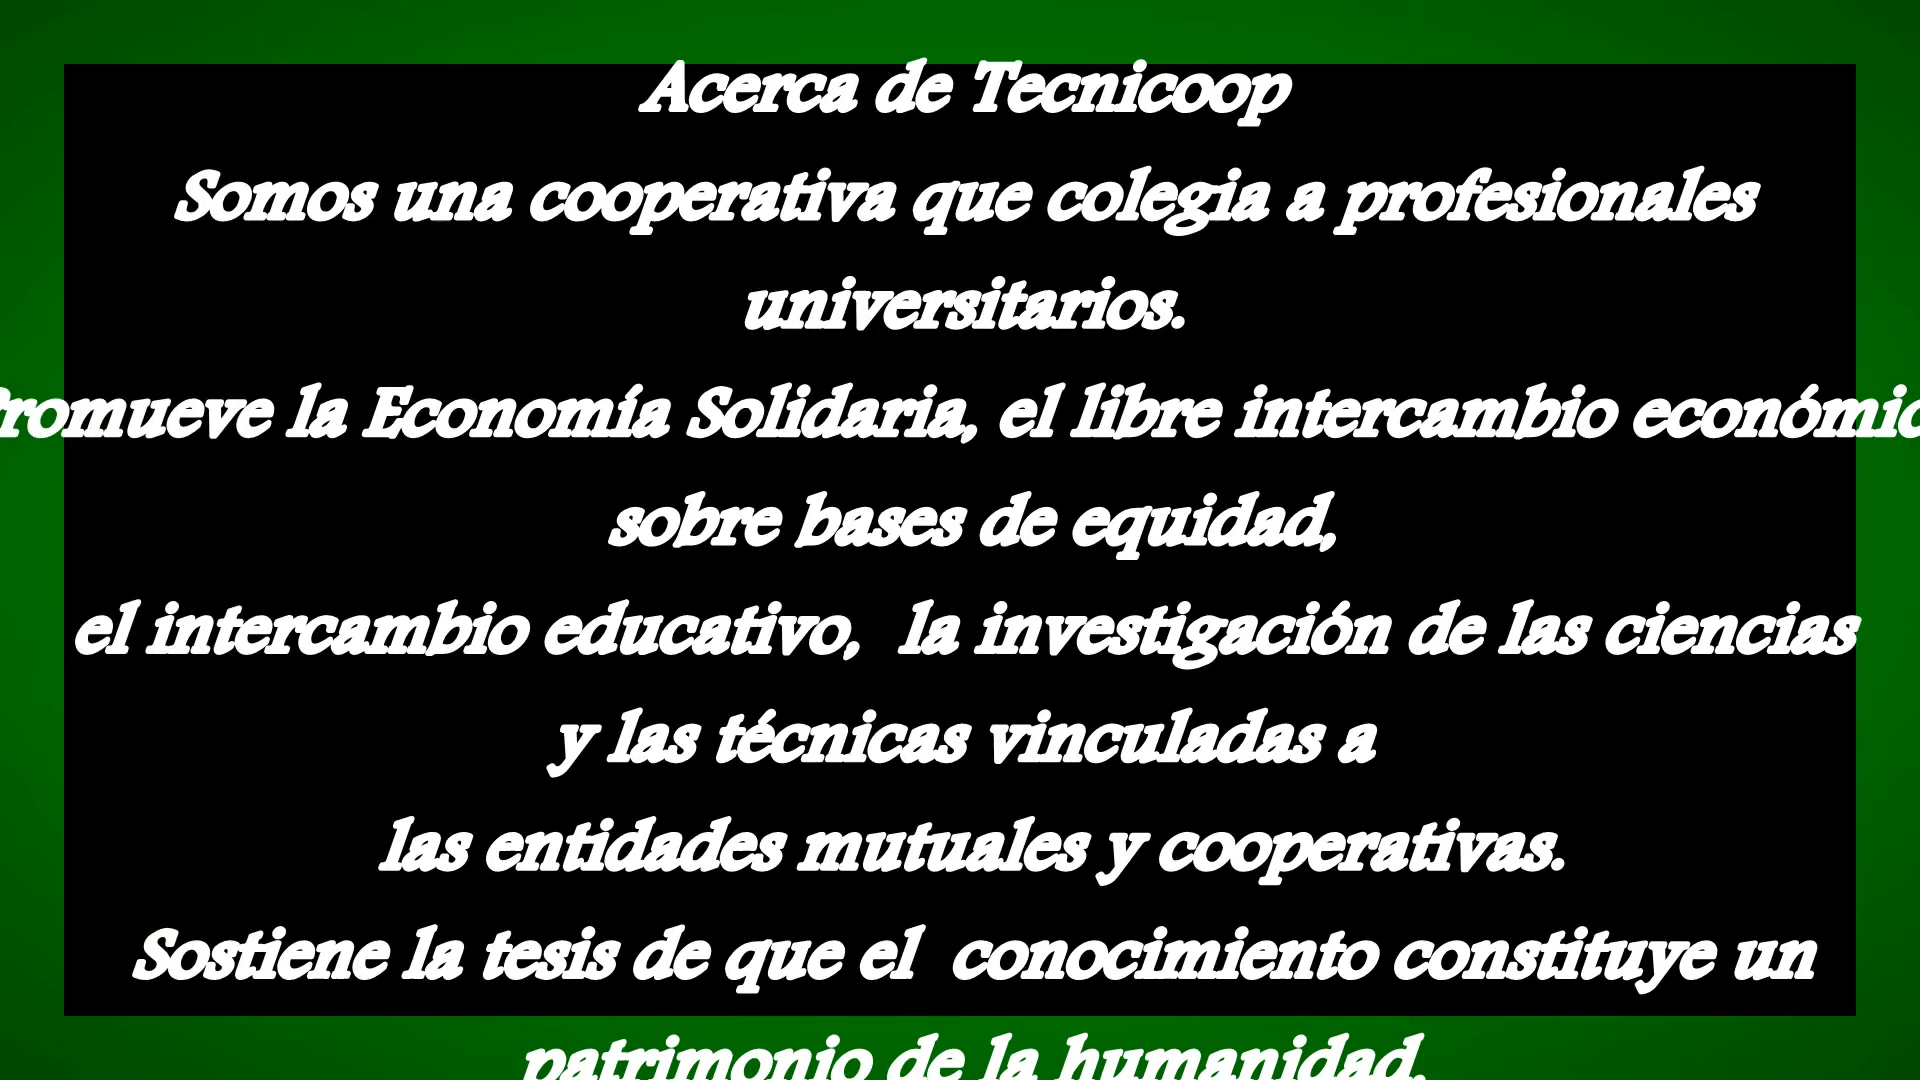 Acerca de Tecnicoop
Somos una cooperativa que colegia a profesionales
universitarios.
Promueve la Economía Solidaria, el libre intercambio económic
sobre bases de equidad,
el intercambio educativo, la investigación de las ciencias
y las técnicas vinculadas a
las entidades mutuales y cooperativas.
Sostiene la tesis de que el conocimiento constituye un
patrimonio de la humanidad.